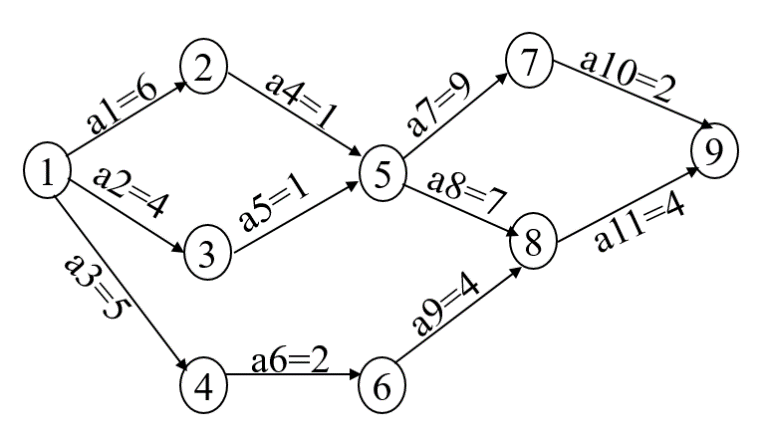 2
7
a1=6
a4=1
a7=9
a10=2
1
5
9
a2=4
a5=1
a8=7
3
8
a3=5
a9=4
a11=4
4
a6=2
6